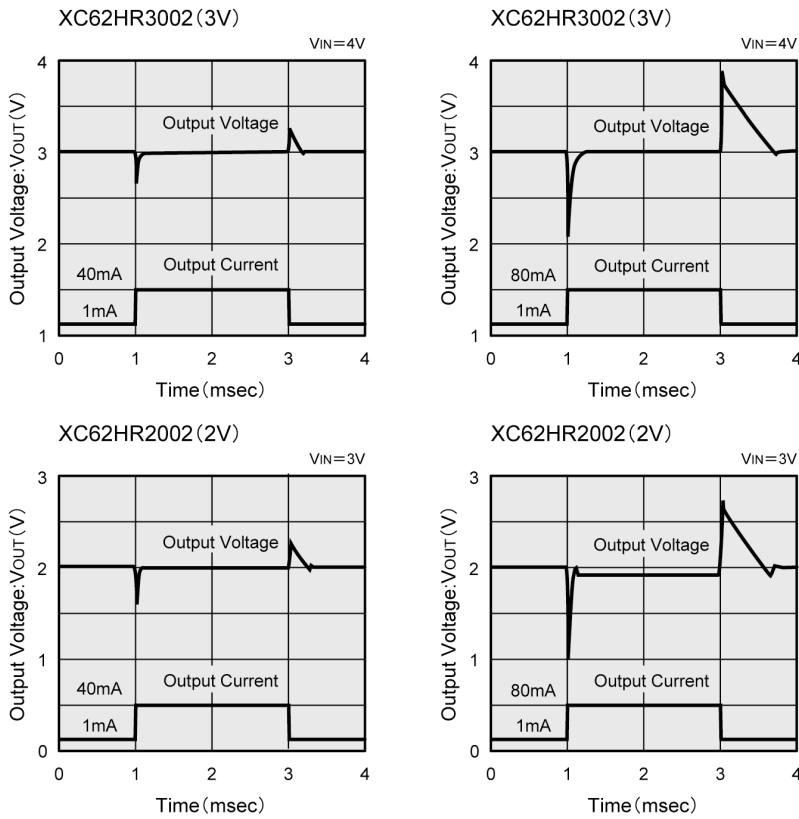 XC62HR3002（3V）
VIN＝4V
4
3
2
1
Output Voltage:VOUT（V）
Output Voltage
Output Current
40mA
1mA
0 1 2 3 4
Time（msec）
XC62HR3002（3V）
VIN＝4V
4
3
2
1
Output Voltage:VOUT（V）
Output Voltage
Output Current
80mA
1mA
0 1 2 3 4
Time（msec）
XC62HR2002（2V）
VIN＝3V
3
2
1
0
Output Voltage:VOUT（V）
Output Voltage
Output Current
40mA
1mA
0 1 2 3 4
Time（msec）
XC62HR2002（2V）
VIN＝3V
3
2
1
0
Output Voltage:VOUT（V）
Output Voltage
Output Current
80mA
1mA
0 1 2 3 4
Time（msec）